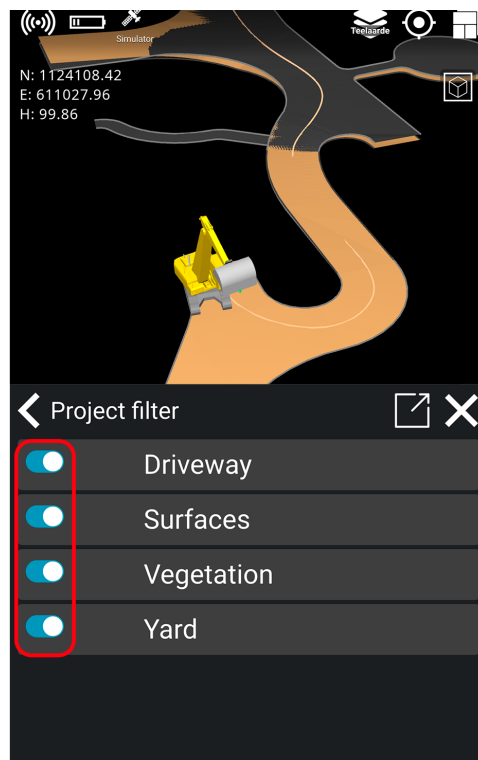 Simulator
Teelaarde
N: 1124108.42
E: 611027.96
H: 99.86
Project filter
Driveway
Surfaces
Vegetation
Yard